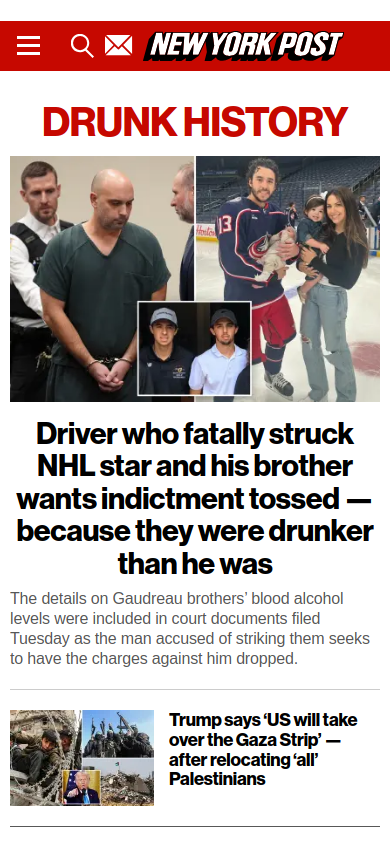 NEW YORK POST
DRUNK HISTORY
13
Driver who fatally struck
NHL star and his brother
wants indictment tossed —
because they were drunker
than he was
The details on Gaudreau brothers’ blood alcohol
levels were included in court documents filed
Tuesday as the man accused of striking them seeks
to have the charges against him dropped.
Trump says ‘US will take
over the Gaza Strip’ —
after relocating ‘all’
Palestinians